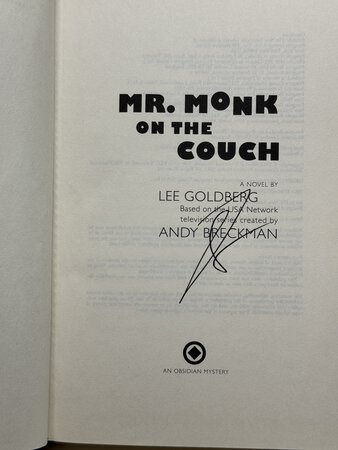 MR. MONK
ON THE
COUCH
A NOVEL BY
LEE GOLDBERG
Based on the USA Network
television series created by
ANDY BRECKMAN
AN OBSIDIAN MYSTERY